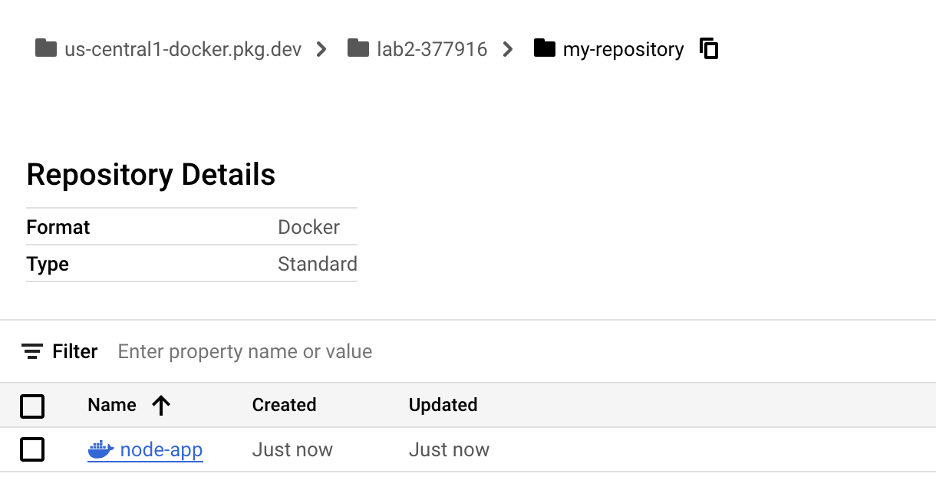 us-central1-docker.pkg.dev > lab2-377916 > my-repository
Repository Details
Format Docker
Type Standard
Filter Enter property name or value
Name Created Updated
node-app Just now Just now